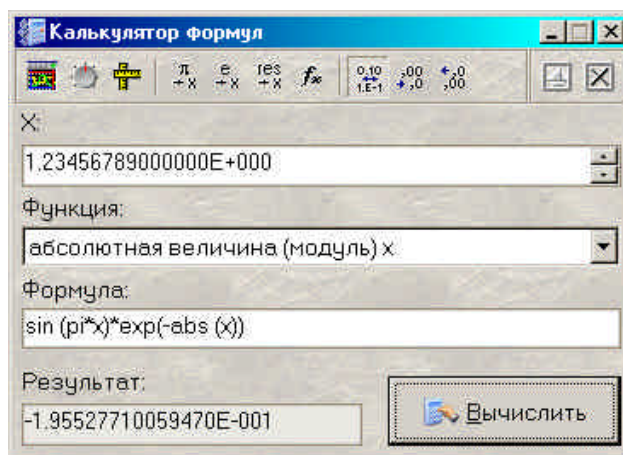 Калькулятор формул
π →x e →x res →x fx 0.10 1.E-1 ,00 →,0 ←,0 ,00
X:
1.23456789000000E+000
Функция:
абсолютная величина (модуль) x
Формула:
sin (pi*x)*exp(-abs (x))
Результат:
-1.95527710059470E-001
Вычислить